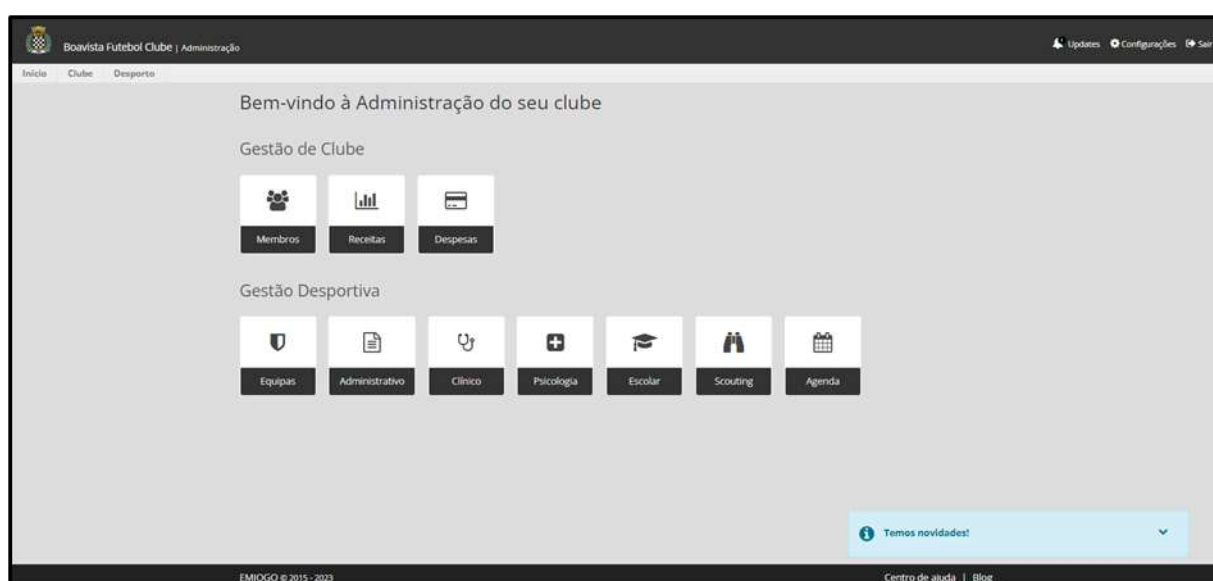 Boavista Futebol Clube | Administração
Updates Configurações Sair
Início Clube Desporto
Bem-vindo à Administração do seu clube
Gestão de Clube
Membros Receitas Despesas
Gestão Desportiva
Equipas Administrativo Clínico Psicologia Escolar Scouting Agenda
Temos novidades!
EMJOGO © 2015 - 2023 Centro de ajuda | Blog